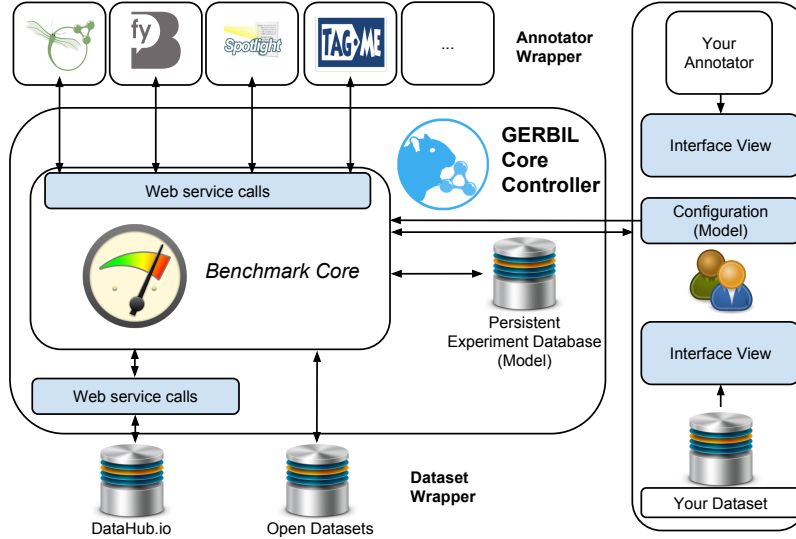 fy
Spotlight
TAG ME
...
Annotator
Wrapper
Your
Annotator
Interface View
GERBIL
Core
Controller
Web service calls
Benchmark Core
Configuration
(Model)
Persistent
Experiment Database
(Model)
Interface View
Web service calls
Dataset
Wrapper
DataHub.io
Open Datasets
Your Dataset